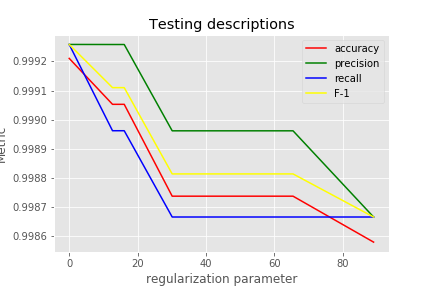 Testing descriptions
accuracy
precision
recall
F-1
0.9992
0.9991
0.9990
0.9989
0.9988
0.9987
0.9986
Metric
0 20 40 60 80
regularization parameter